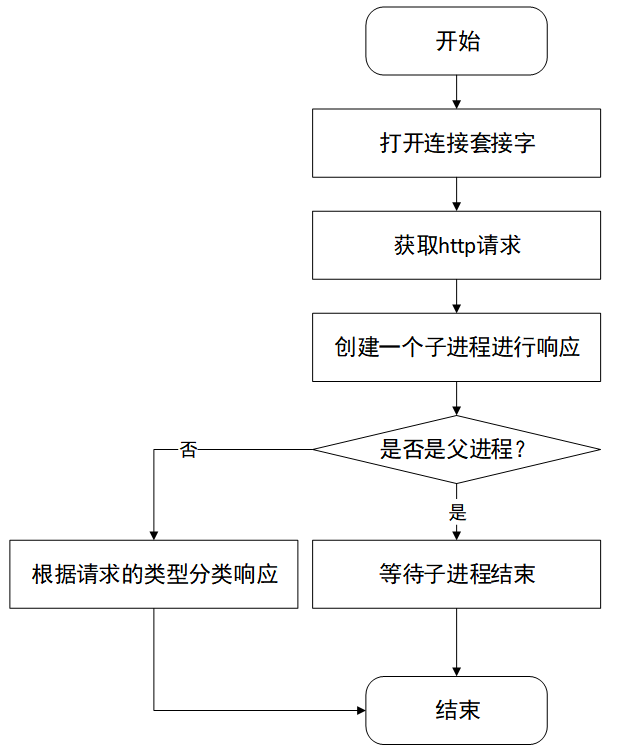 开始
打开连接套接字
获取http请求
创建一个子进程进行响应
是否是父进程？
否
是
根据请求的类型分类响应
等待子进程结束
结束